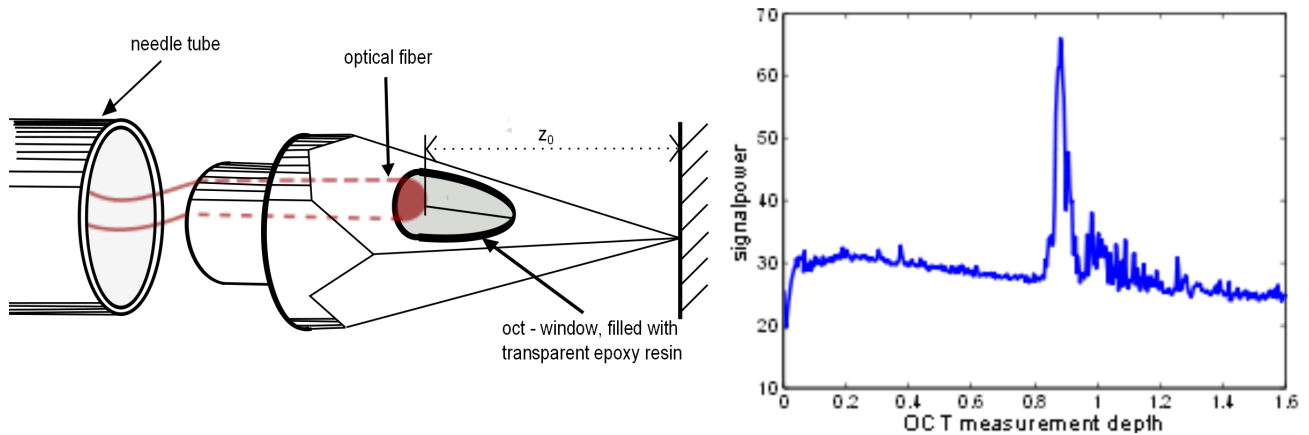 needle tube
optical fiber
z0
oct - window, filled with
transparent epoxy resin
70
60
50
40
30
20
10
signalpower
0 0.2 0.4 0.6 0.8 1 1.2 1.4 1.6
OCT measurement depth